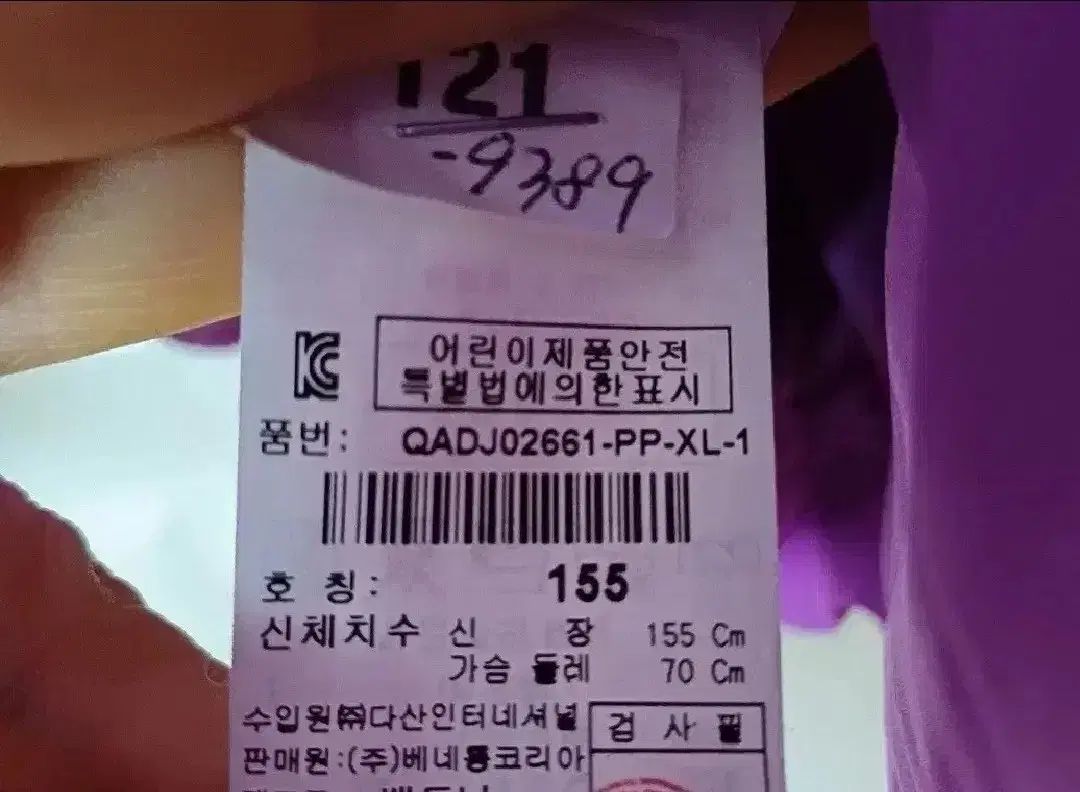 121
-9389
KC
어린이제품안전
특별법에의한표시
품번: QADJ02661-PP-XL-1
호 칭: 155
신체치수 신 장 155 Cm
가슴 둘레 70 Cm
수입원㈜다산인터네셔널
판매원:(주)베네통코리아
검 사 필